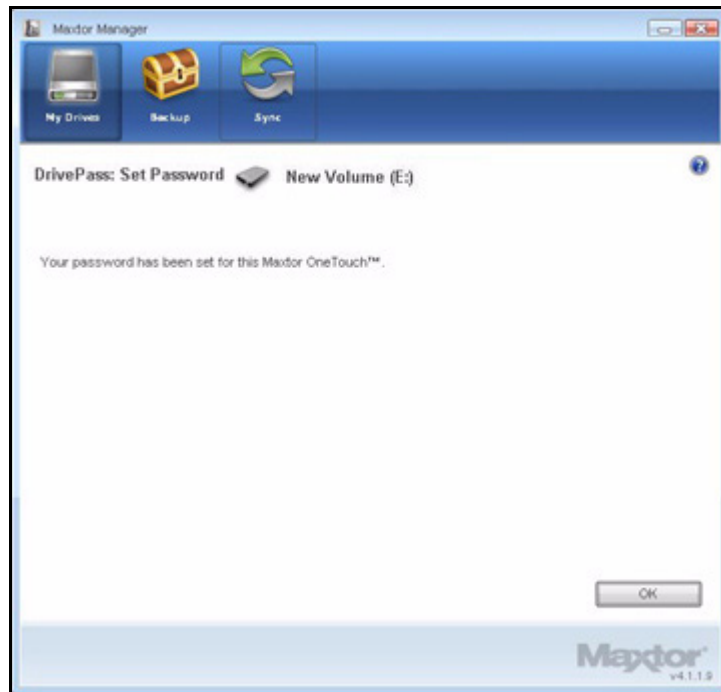 Maxtor Manager
My Drives Backup Sync
DrivePass: Set Password New Volume (E:)
Your password has been set for this Maxtor OneTouch™.
OK
Maxtor
v4.1.1.9